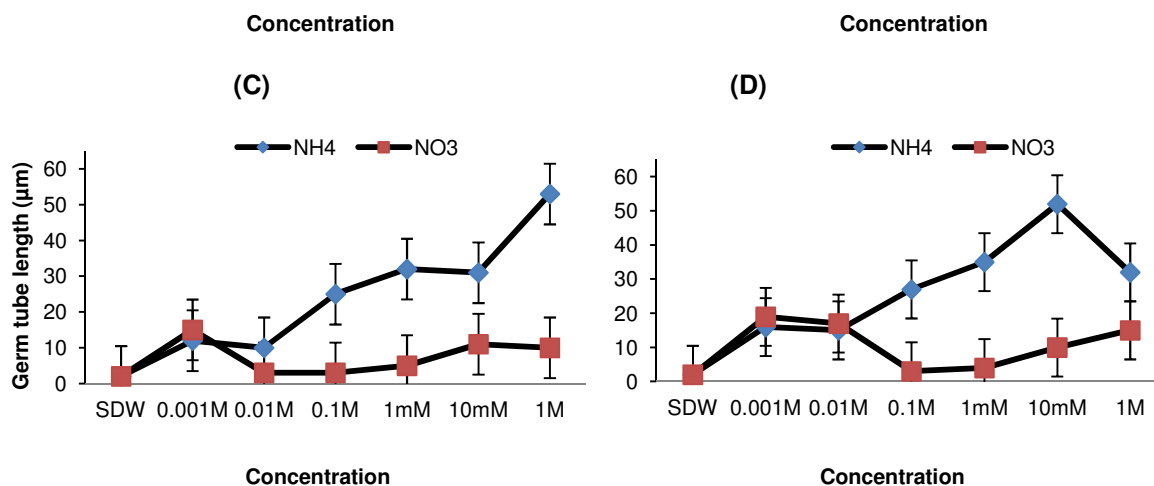 Concentration
Concentration
(C)
(D)
NH4 NO3
NH4 NO3
Germ tube length (µm)
60
50
40
30
20
10
0
SDW 0.001M 0.01M 0.1M 1mM 10mM 1M
60
50
40
30
20
10
0
SDW 0.001M 0.01M 0.1M 1mM 10mM 1M
Concentration
Concentration